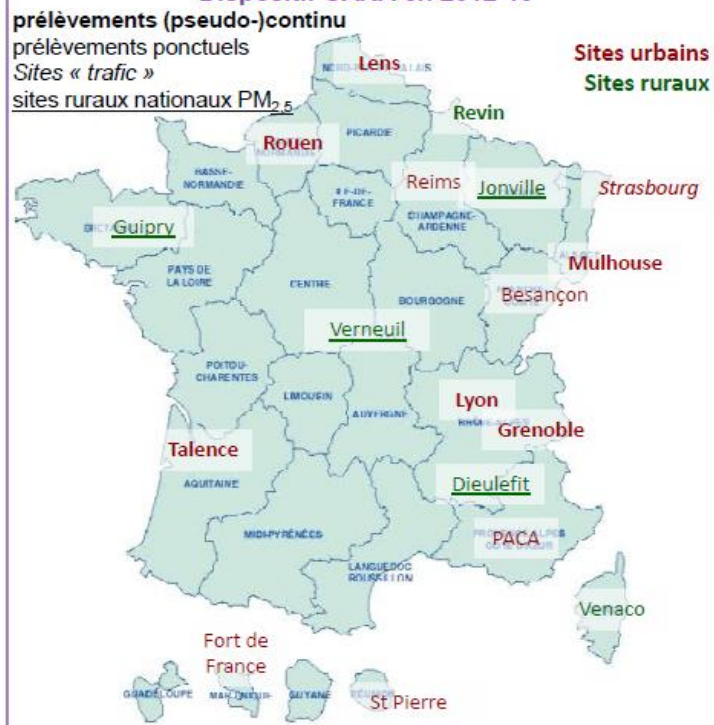 prélèvements (pseudo-)continu
prélèvements ponctuels
Sites « trafic »
sites ruraux nationaux PM2,5
Sites urbains
Sites ruraux
Lens
Revin
PICARDIE
Rouen
BASSE-
NORMANDIE
ILE-DE-
FRANCE
Reims
Jonville
Strasbourg
CHAMPAGNE-
ARDENNE
Guipry
Mulhouse
PAYS DE
LA LOIRE
CENTRE
BOURGOGNE
Besançon
Verneuil
POITOU-
CHARENTES
LIMOUSIN
AUVERGNE
Lyon
Grenoble
Talence
AQUITAINE
Dieulefit
MIDI-PYRÉNÉES
PACA
LANGUEDOC
ROUSSILLON
Venaco
Fort de
France
GUADELOUPE
GUYANE
St Pierre